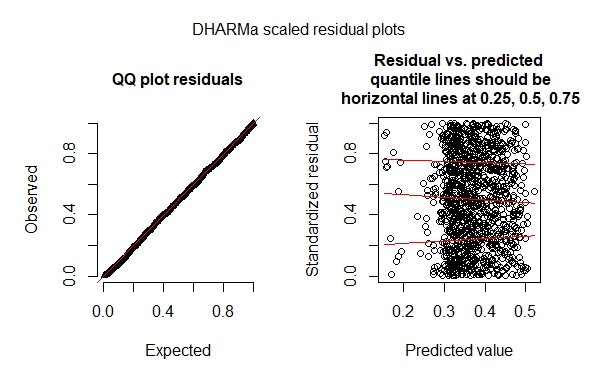 DHARMa scaled residual plots
QQ plot residuals
Observed
0.0 0.4 0.8
0.0 0.4 0.8
Expected
Residual vs. predicted
quantile lines should be
horizontal lines at 0.25, 0.5, 0.75
Standardized residual
0.0 0.4 0.8
0.2 0.3 0.4 0.5
Predicted value